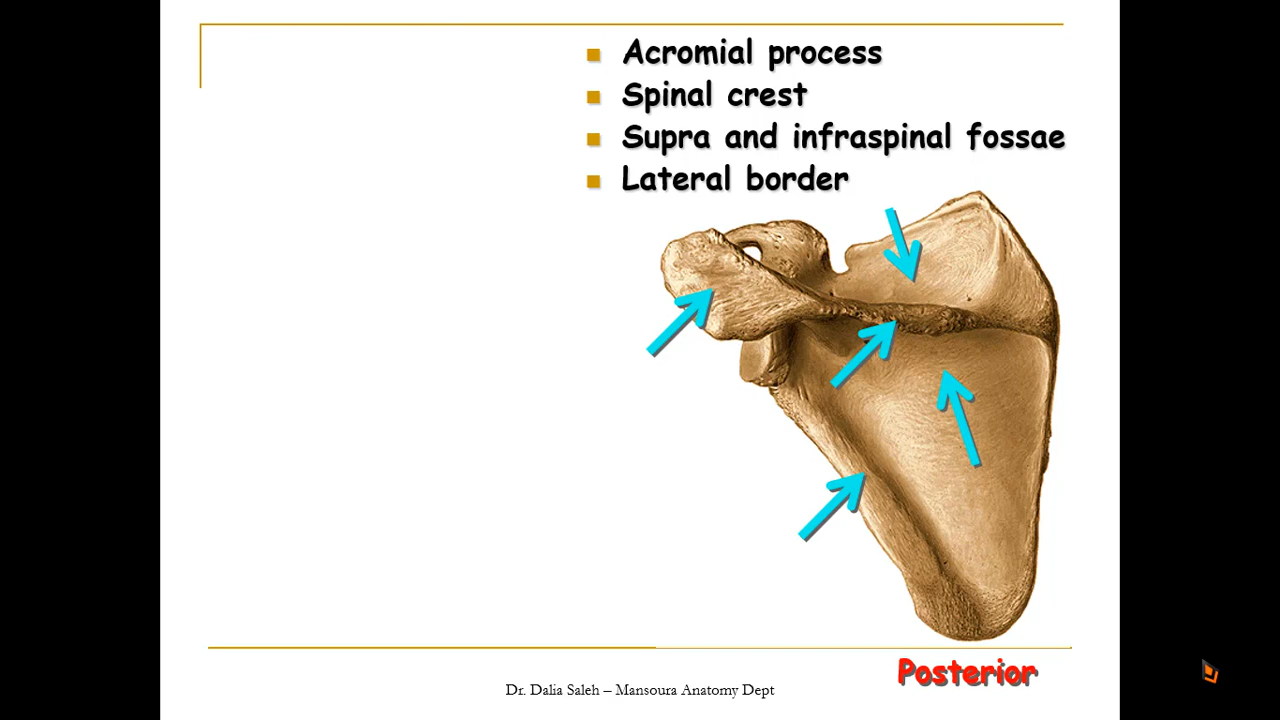 Acromial process
Spinal crest
Supra and infraspinal fossae
Lateral border
Posterior
Dr. Dalia Saleh – Mansoura Anatomy Dept